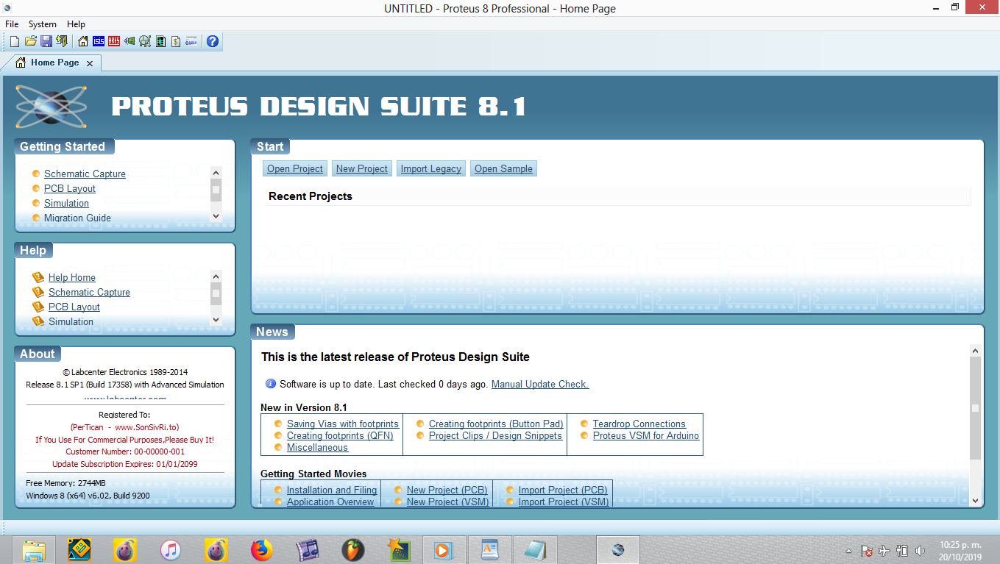 UNTITLED - Proteus 8 Professional - Home Page
File System Help
ISIS ARES
Home Page
PROTEUS DESIGN SUITE 8.1
Getting Started
Schematic Capture
PCB Layout
Simulation
Migration Guide
Help
Help Home
Schematic Capture
PCB Layout
Simulation
About
© Labcenter Electronics 1989-2014
Release 8.1 SP1 (Build 17358) with Advanced Simulation
www.labcenter.com
Registered To:
(PerTican - www.SonSivRi.to)
If You Use For Commercial Purposes,Please Buy It!
Customer Number: 00-00000-001
Update Subscription Expires: 01/01/2099
Free Memory: 2744MB
Windows 8 (x64) v6.02, Build 9200
Start
Open Project New Project Import Legacy Open Sample
Recent Projects
News
This is the latest release of Proteus Design Suite
Software is up to date. Last checked 0 days ago. Manual Update Check.
New in Version 8.1
Saving Vias with footprints Creating footprints (Button Pad) Teardrop Connections
Creating footprints (QFN) Project Clips / Design Snippets Proteus VSM for Arduino
Miscellaneous
Getting Started Movies
Installation and Filing New Project (PCB) Import Project (PCB)
Application Overview New Project (VSM) Import Project (VSM)
10:25 p. m.
20/10/2019